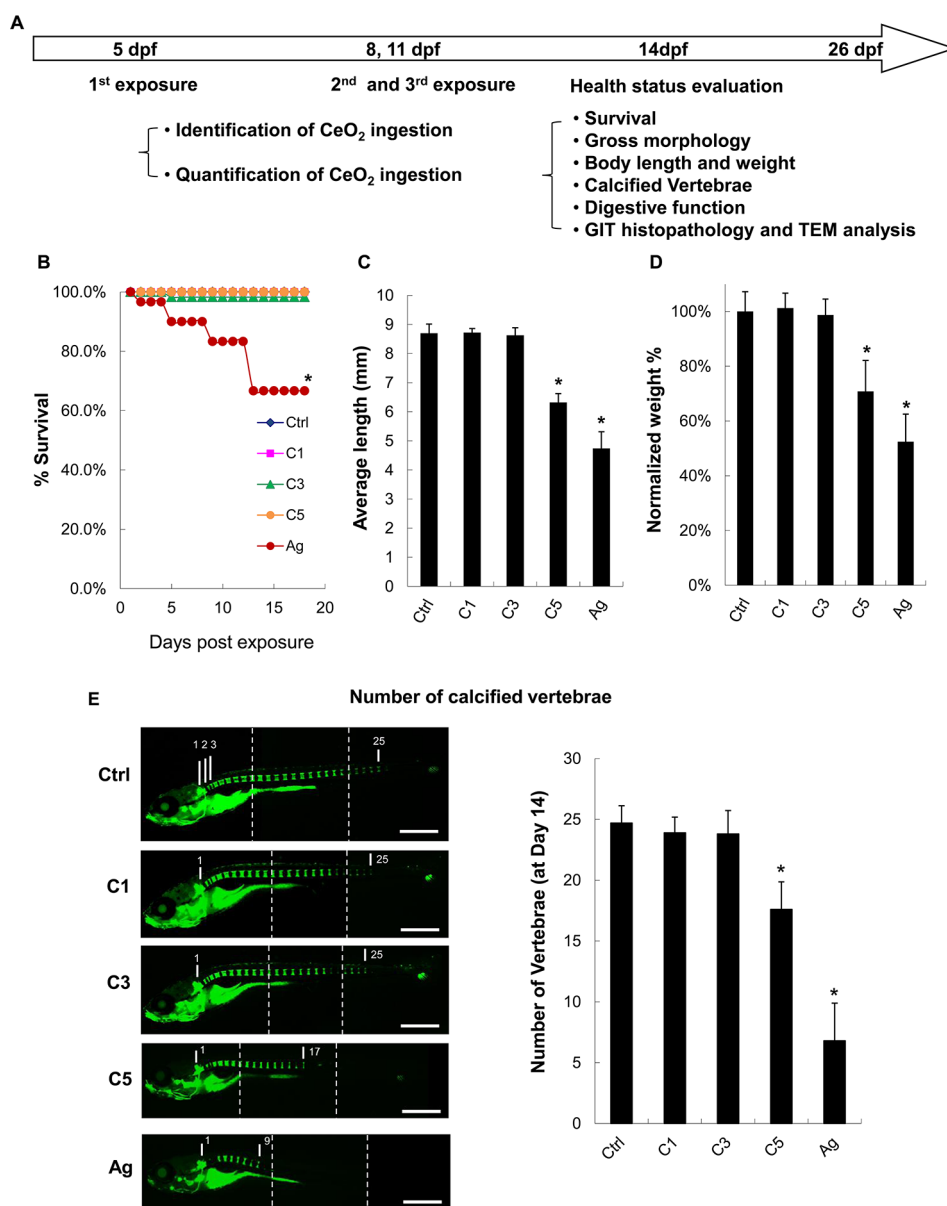 A
5 dpf 8, 11 dpf 14dpf 26 dpf
1st exposure 2nd and 3rd exposure Health status evaluation
• Identification of CeO2 ingestion
• Quantification of CeO2 ingestion
• Survival
• Gross morphology
• Body length and weight
• Calcified Vertebrae
• Digestive function
• GIT histopathology and TEM analysis
B
% Survival
100.0%
80.0%
60.0%
40.0%
20.0%
0.0%
*
Ctrl
C1
C3
C5
Ag
0 5 10 15 20
Days post exposure
C
Average length (mm)
10
9
8
7
6
5
4
3
2
1
0
* *
Ctrl C1 C3 C5 Ag
D
Normalized weight %
100%
80%
60%
40%
20%
0%
* *
Ctrl C1 C3 C5 Ag
E
Number of calcified vertebrae
Ctrl
1 2 3 25
C1
1 25
C3
1 25
C5
1 17
Ag
1 9
Number of Vertebrae (at Day 14)
30
25
20
15
10
5
0
* *
Ctrl C1 C3 C5 Ag